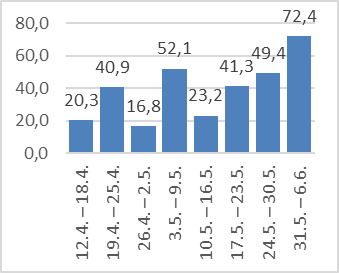 80,0
60,0
40,0
20,0
0,0
20,3
40,9
16,8
52,1
23,2
41,3
49,4
72,4
12.4. – 18.4.
19.4. – 25.4.
26.4. – 2.5.
3.5. – 9.5.
10.5. – 16.5.
17.5. – 23.5.
24.5. – 30.5.
31.5. – 6.6.